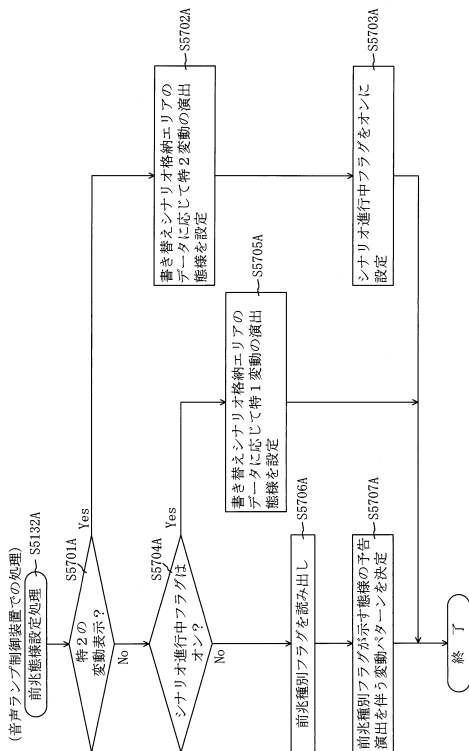 (音声ランプ制御装置での処理)
前兆態様設定処理
S5132A
S5701A
特２の
変動表示？
Yes
No
S5702A
書き替えシナリオ格納エリアの
データに応じて特２変動の演出
態様を設定
S5703A
シナリオ進行中フラグをオンに
設定
S5704A
シナリオ進行中フラグは
オン？
Yes
No
S5705A
書き替えシナリオ格納エリアの
データに応じて特１変動の演出
態様を設定
S5706A
前兆種別フラグを読み出し
S5707A
前兆種別フラグが示す態様の予告
演出を伴う変動パターンを決定
終 了